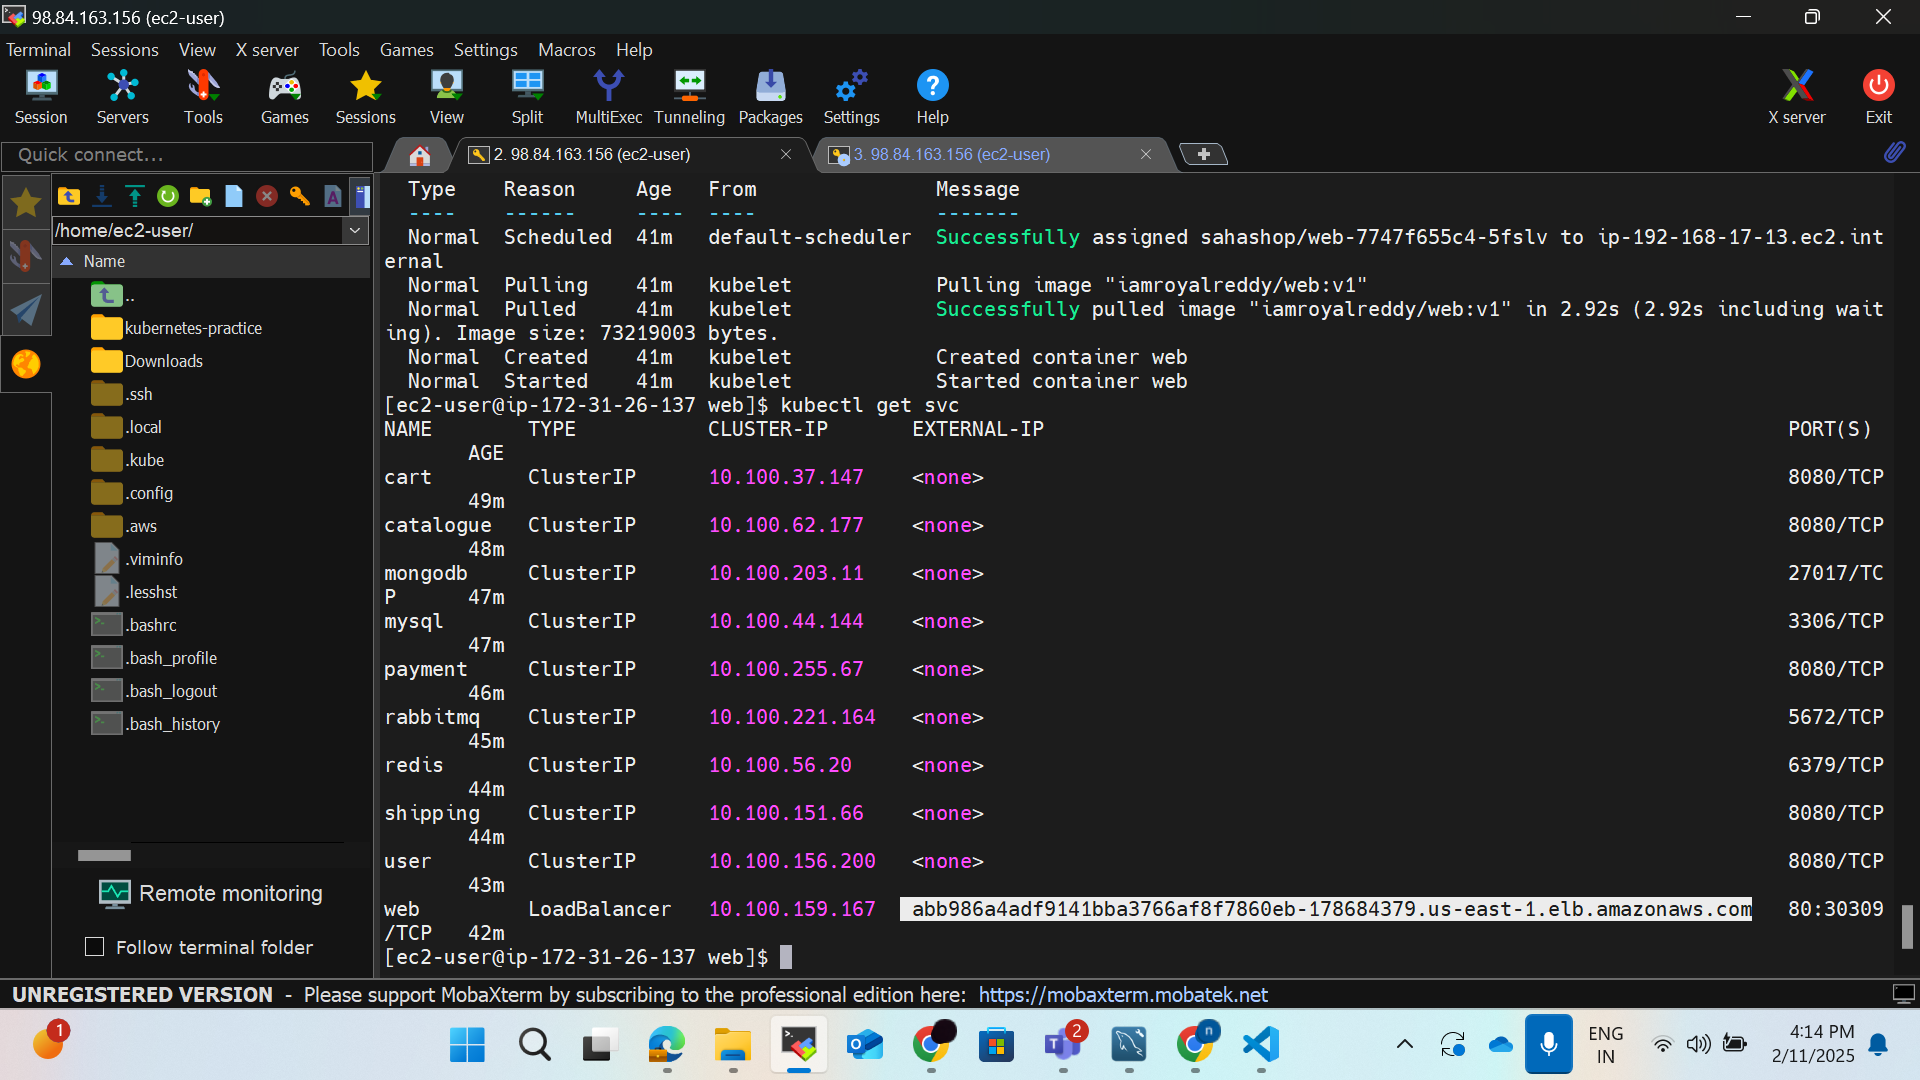 98.84.163.156 (ec2-user)
Terminal Sessions View X server Tools Games Settings Macros Help
Session Servers Tools Games Sessions View Split MultiExec Tunneling Packages Settings Help X server Exit
Quick connect...
2. 98.84.163.156 (ec2-user)
3. 98.84.163.156 (ec2-user)
/home/ec2-user/
Name
..
kubernetes-practice
Downloads
.ssh
.local
.kube
.config
.aws
.viminfo
.lesshst
.bashrc
.bash_profile
.bash_logout
.bash_history
Remote monitoring
Follow terminal folder
Type Reason Age From Message
---- ------ ---- ---- -------
Normal Scheduled 41m default-scheduler Successfully assigned sahashop/web-7747f655c4-5fslv to ip-192-168-17-13.ec2.int
ernal
Normal Pulling 41m kubelet Pulling image "iamroyalreddy/web:v1"
Normal Pulled 41m kubelet Successfully pulled image "iamroyalreddy/web:v1" in 2.92s (2.92s including wait
ing). Image size: 73219003 bytes.
Normal Created 41m kubelet Created container web
Normal Started 41m kubelet Started container web
[ec2-user@ip-172-31-26-137 web]$ kubectl get svc
NAME TYPE CLUSTER-IP EXTERNAL-IP PORT(S)
AGE
cart ClusterIP 10.100.37.147 <none> 8080/TCP
49m
catalogue ClusterIP 10.100.62.177 <none> 8080/TCP
48m
mongodb ClusterIP 10.100.203.11 <none> 27017/TC
P 47m
mysql ClusterIP 10.100.44.144 <none> 3306/TCP
47m
payment ClusterIP 10.100.255.67 <none> 8080/TCP
46m
rabbitmq ClusterIP 10.100.221.164 <none> 5672/TCP
45m
redis ClusterIP 10.100.56.20 <none> 6379/TCP
44m
shipping ClusterIP 10.100.151.66 <none> 8080/TCP
44m
user ClusterIP 10.100.156.200 <none> 8080/TCP
43m
web LoadBalancer 10.100.159.167 abb986a4adf9141bba3766af8f7860eb-178684379.us-east-1.elb.amazonaws.com 80:30309
/TCP 42m
[ec2-user@ip-172-31-26-137 web]$
UNREGISTERED VERSION - Please support MobaXterm by subscribing to the professional edition here: https://mobaxterm.mobatek.net
1
2
n
ENG
IN
4:14 PM
2/11/2025